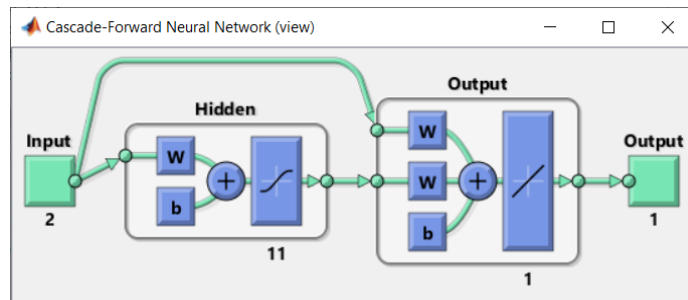 Cascade-Forward Neural Network (view)
Hidden
Output
Input
Output
W
W
W
b
b
2
11
1
1